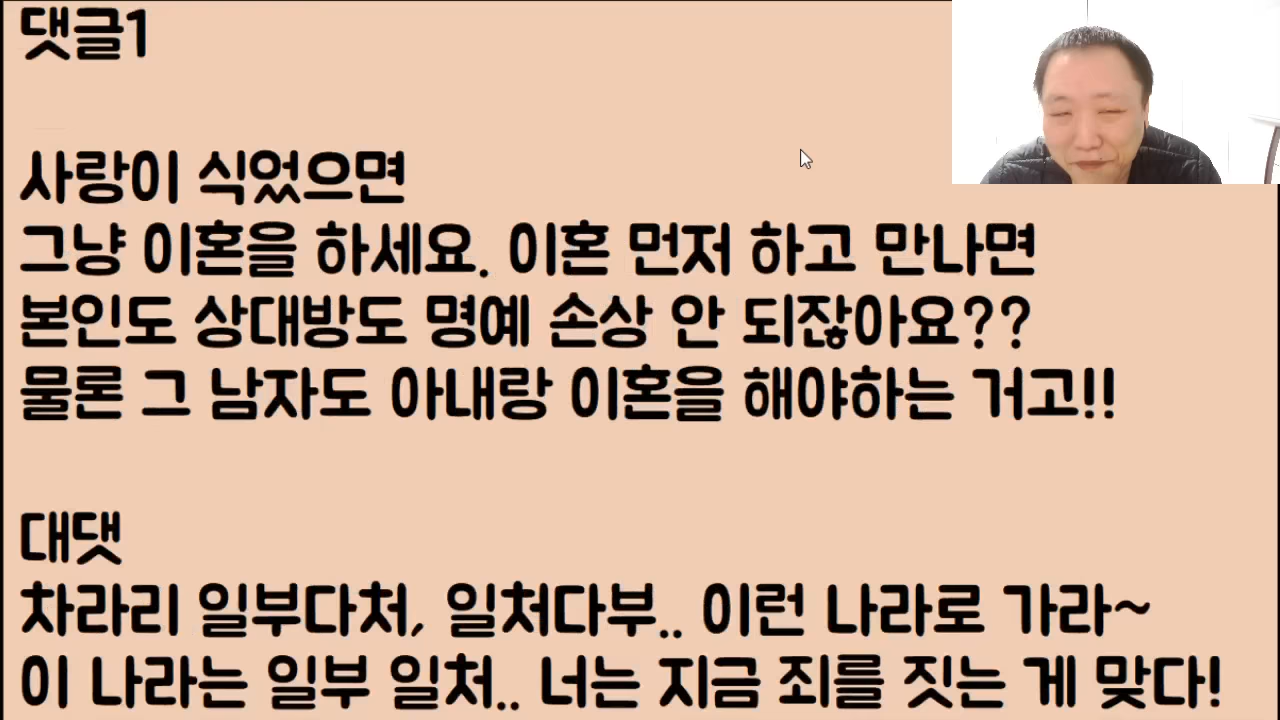 댓글1
사랑이 식었으면
그냥 이혼을 하세요. 이혼 먼저 하고 만나면
본인도 상대방도 명예 손상 안 되잖아요??
물론 그 남자도 아내랑 이혼을 해야하는 거고!!
대댓
차라리 일부다처, 일처다부.. 이런 나라로 가라~
이 나라는 일부 일처.. 너는 지금 죄를 짓는 게 맞다!